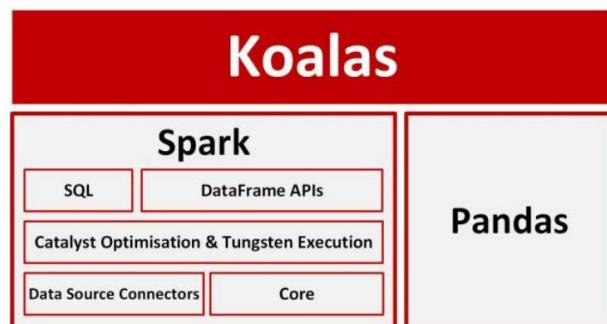 Koalas
Spark
SQL
DataFrame APIs
Catalyst Optimisation & Tungsten Execution
Data Source Connectors
Core
Pandas